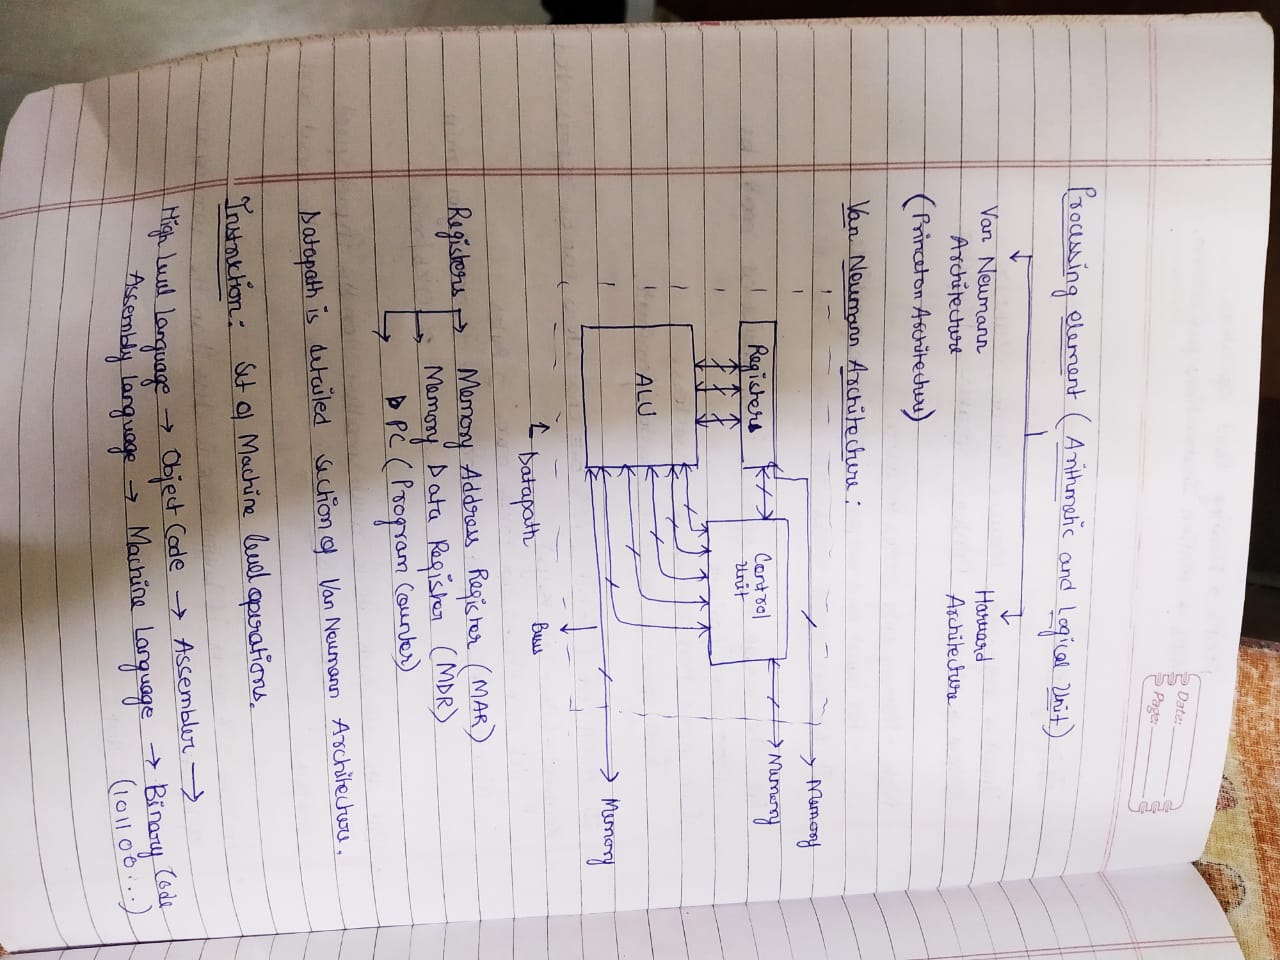 Date:
Page:
Processing element (Arithmatic and Logical Unit)
Van Neumann Architecture
(Princeton Architecture)
Harward Architecture
Van Neumann Architecture:
Registers
Control Unit
ALU
Memory
Memory
Memory
Datapath
Bus
Registers → Memory Address Register (MAR)
→ Memory Data Register (MDR)
→ PC (Program Counter)
Datapath is detailed section of Van Neumann Architecture.
Instruktion: Set of Machine level operations.
High level language → Object Code → Assembler →
Assembly language → Machine Language → Binary Code
(101100...)